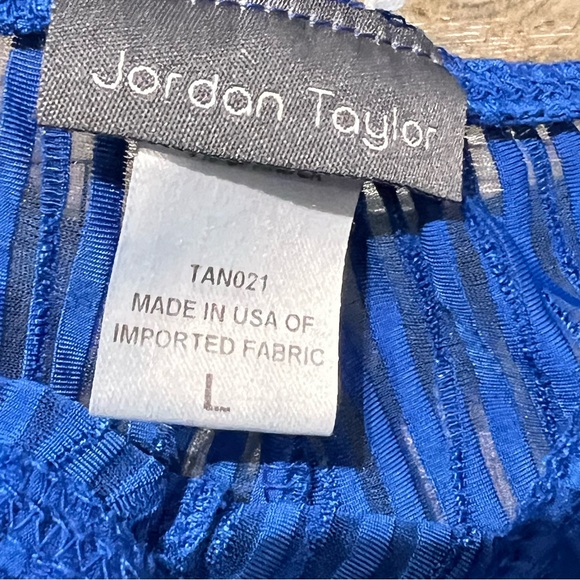 Jordan Taylor
TAN021
MADE IN USA OF
IMPORTED FABRIC
L